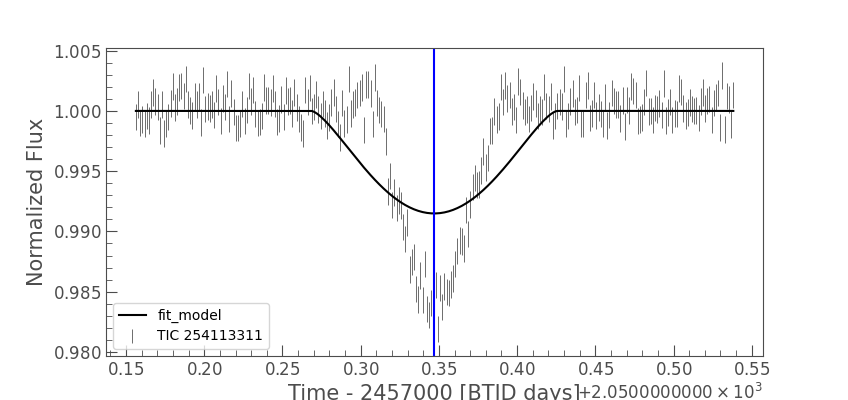 1.005
1.000
0.995
0.990
0.985
0.980
Normalized Flux
fit_model
TIC 254113311
0.15 0.20 0.25 0.30 0.35 0.40 0.45 0.50 0.55
Time - 2457000 [BTJD days]
+2.0500000000 × 10³